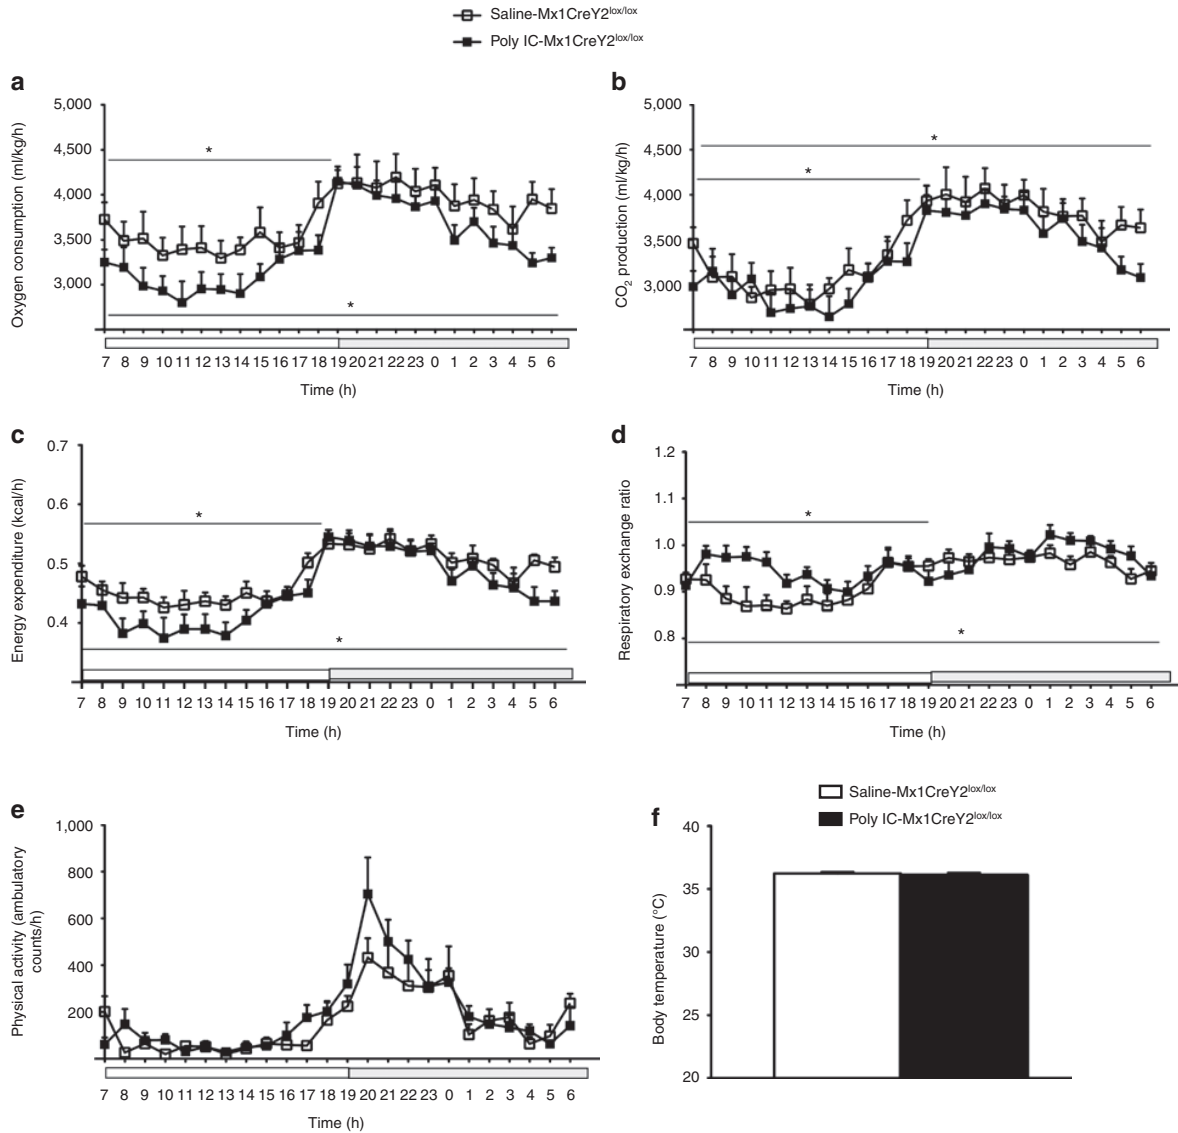 Saline-Mx1CreY2lox/lox
Poly IC-Mx1CreY2lox/lox
a
5,000
4,500
4,000
3,500
3,000
Oxygen consumption (ml/kg/h)
*
*
7 8 9 10 11 12 13 14 15 16 17 18 19 20 21 22 23 0 1 2 3 4 5 6
Time (h)
b
5,000
4,500
4,000
3,500
3,000
CO2 production (ml/kg/h)
*
*
7 8 9 10 11 12 13 14 15 16 17 18 19 20 21 22 23 0 1 2 3 4 5 6
Time (h)
c
0.7
0.6
0.5
0.4
Energy expenditure (kcal/h)
*
*
7 8 9 10 11 12 13 14 15 16 17 18 19 20 21 22 23 0 1 2 3 4 5 6
Time (h)
d
1.2
1.1
1.0
0.9
0.8
Respiratory exchange ratio
*
*
7 8 9 10 11 12 13 14 15 16 17 18 19 20 21 22 23 0 1 2 3 4 5 6
Time (h)
e
1,000
800
600
400
200
Physical activity (ambulatory
counts/h)
7 8 9 10 11 12 13 14 15 16 17 18 19 20 21 22 23 0 1 2 3 4 5 6
Time (h)
f
Saline-Mx1CreY2lox/lox
Poly IC-Mx1CreY2lox/lox
40
35
30
25
20
Body temperature (°C)